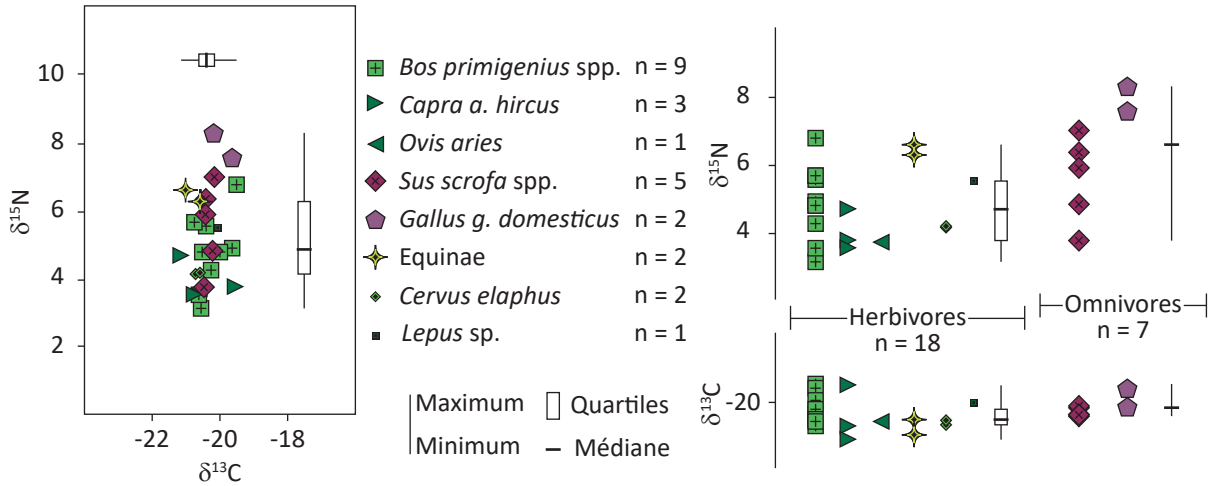 10
8
6
4
2
δ15N
-22 -20 -18
δ13C
Bos primigenius spp. n = 9
Capra a. hircus n = 3
Ovis aries n = 1
Sus scrofa spp. n = 5
Gallus g. domesticus n = 2
Equinae n = 2
Cervus elaphus n = 2
Lepus sp. n = 1
Maximum Quartiles
Minimum Médiane
8
6
4
δ15N
Herbivores Omnivores
n = 18 n = 7
-20
δ13C